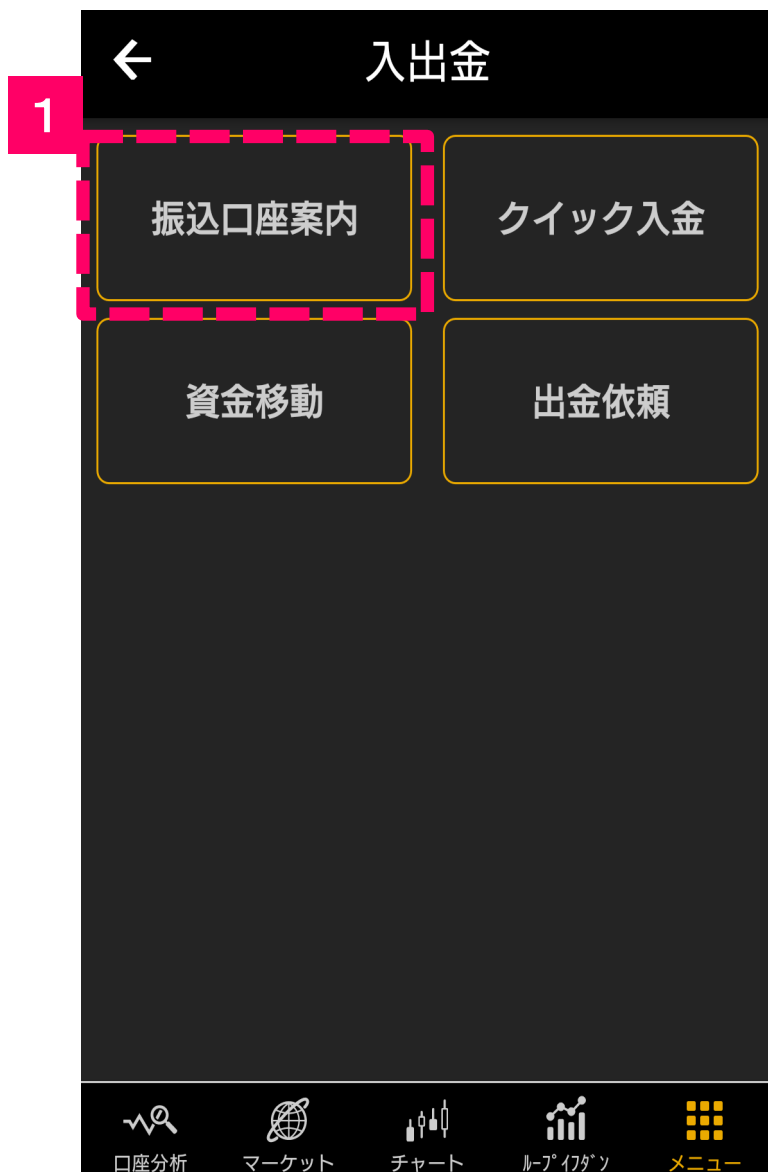 入出金
1
振込口座案内
クイック入金
資金移動
出金依頼
口座分析
マーケット
チャート
ﾙｰﾌﾟｲﾌﾀﾞﾝ
メニュー